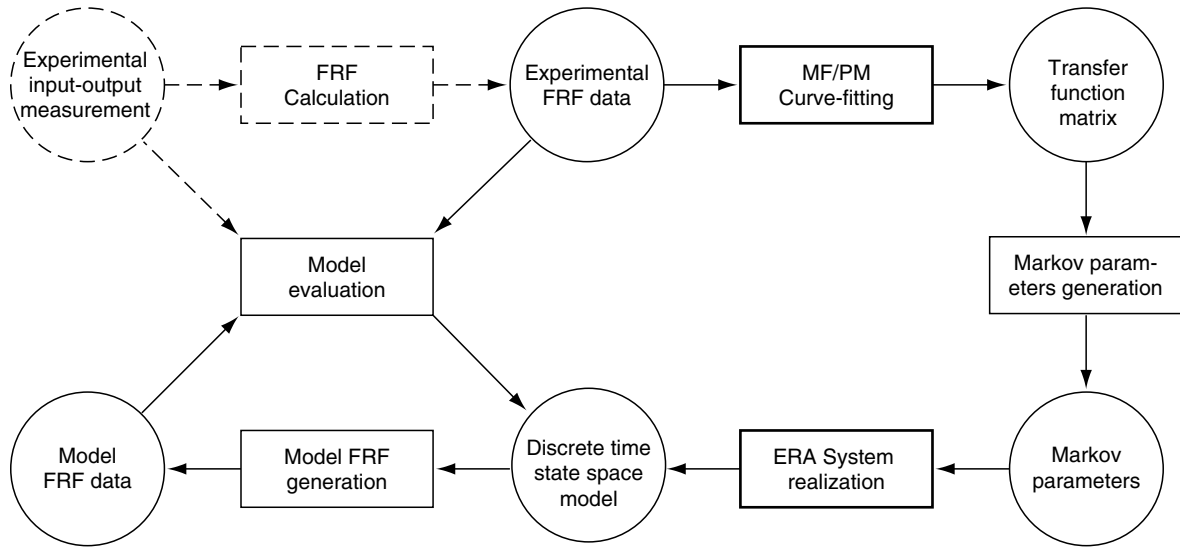 Experimental
input-output
measurement
FRF
Calculation
Experimental
FRF data
MF/PM
Curve-fitting
Transfer
function
matrix
Model
evaluation
Markov param-
eters generation
Model
FRF data
Model FRF
generation
Discrete time
state space
model
ERA System
realization
Markov
parameters